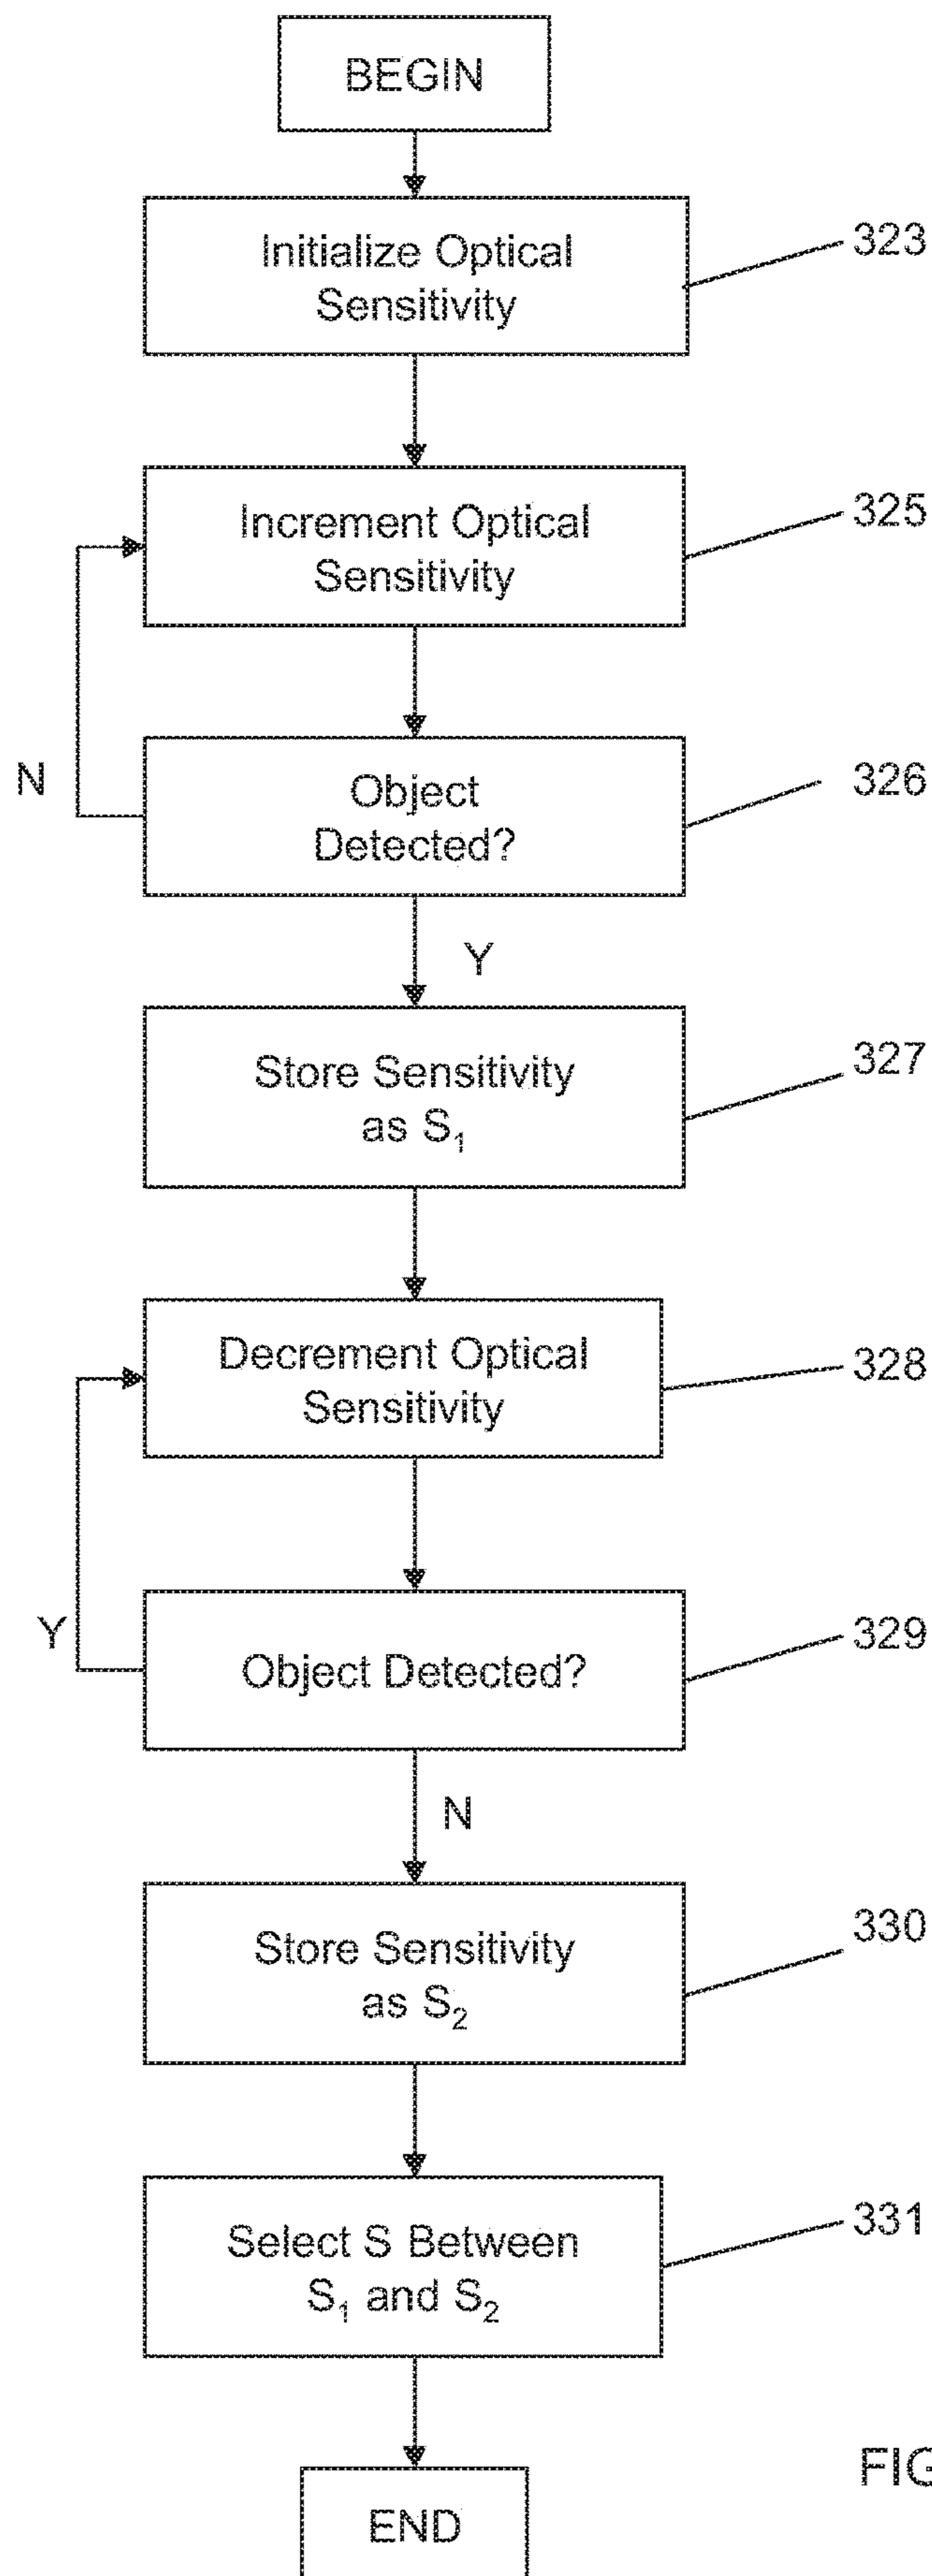 BEGIN
Initialize Optical
Sensitivity
323
Increment Optical
Sensitivity
325
N
Object
Detected?
326
Y
Store Sensitivity
as S₁
327
Decrement Optical
Sensitivity
328
Y
Object Detected?
329
N
Store Sensitivity
as S₂
330
Select S Between
S₁ and S₂
331
END
FIG